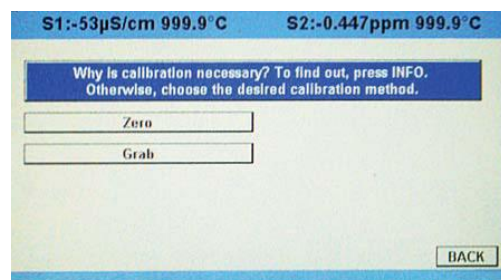 S1:-53µS/cm 999.9°C S2:-0.447ppm 999.9°C
Why is calibration necessary? To find out, press INFO.
Otherwise, choose the desired calibration method.
Zero
Grab
BACK